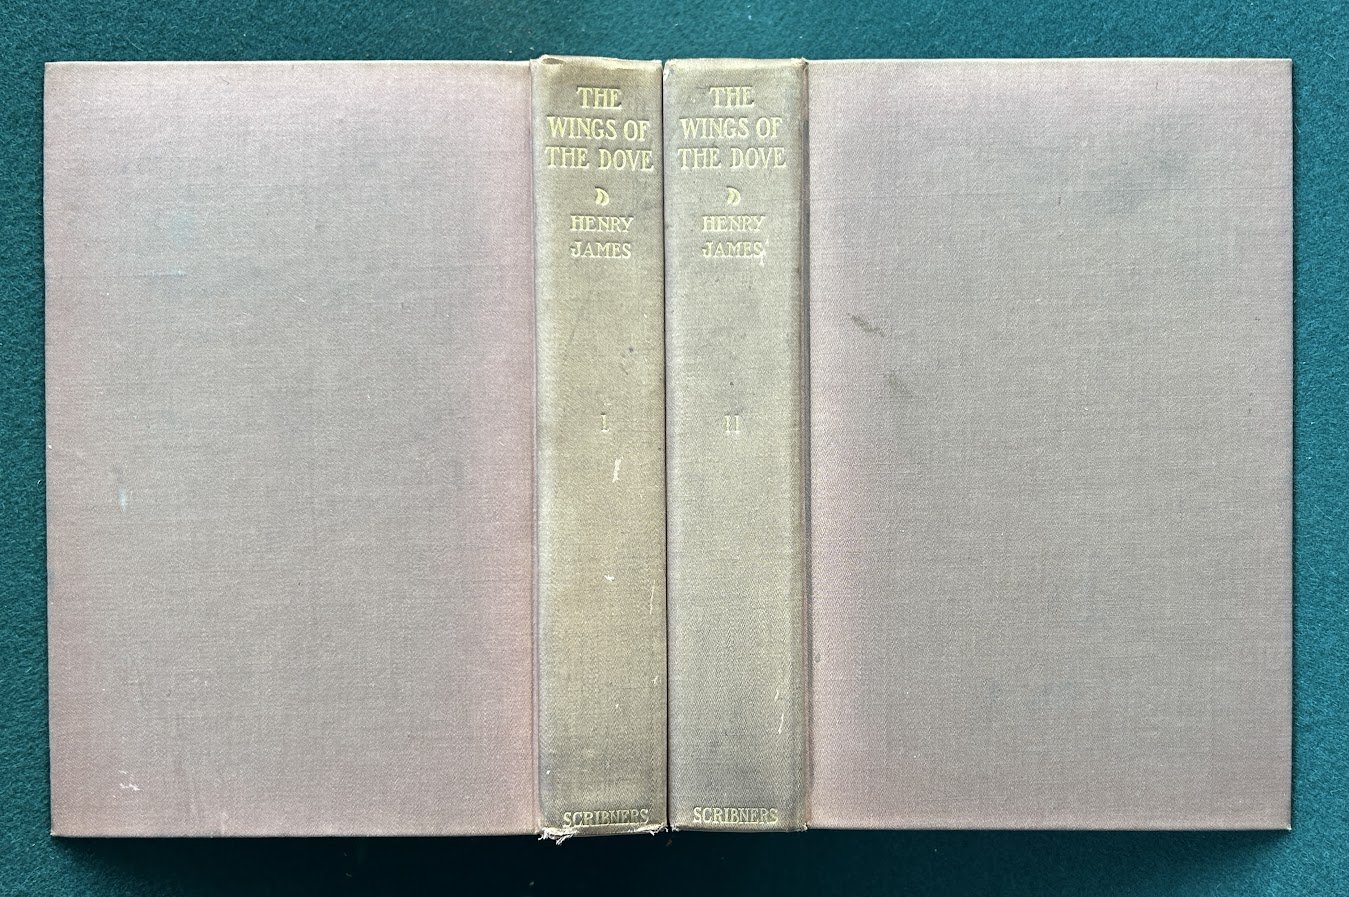 THE
WINGS OF
THE DOVE
HENRY
JAMES
I
SCRIBNERS
THE
WINGS OF
THE DOVE
HENRY
JAMES
II
SCRIBNERS